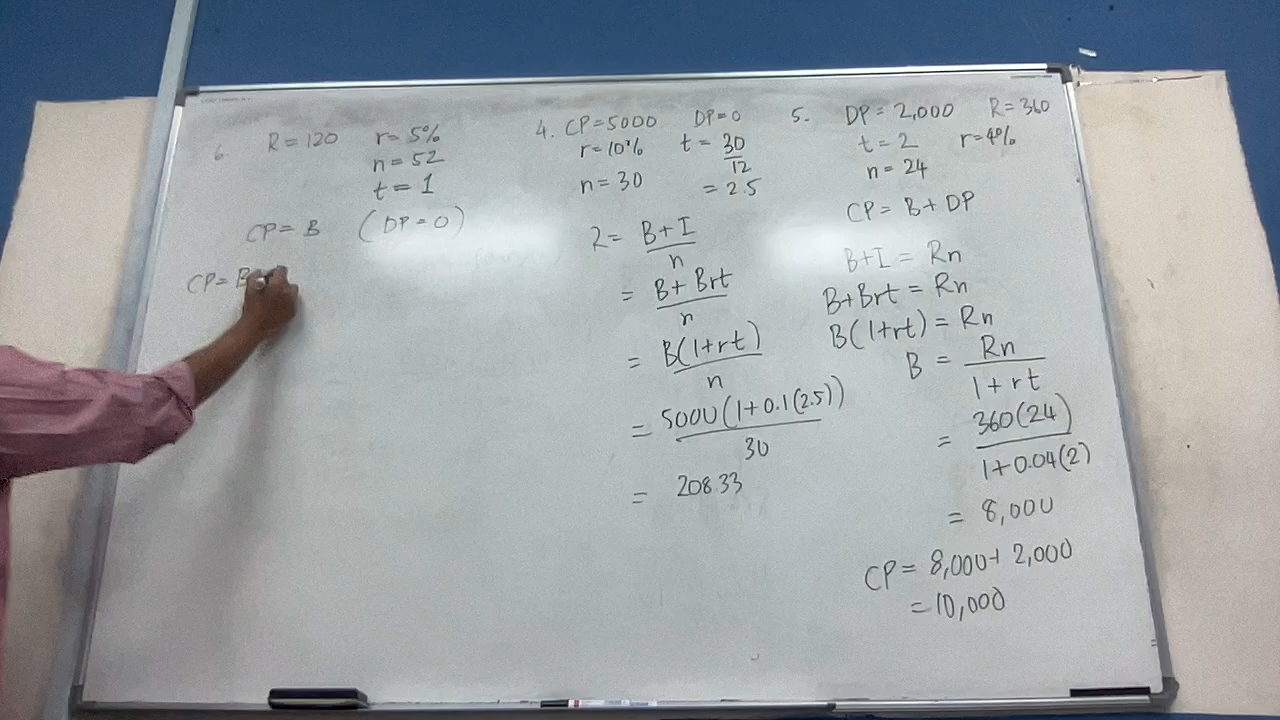 6. R = 120 r = 5%
n = 52
t = 1
CP = B (DP = 0)
CP = B
4. CP = 5000 DP = 0
r = 10% t = 30/12
n = 30 = 2.5
R = B + I / n
= B + Brt / n
= B(1 + rt) / n
= 5000(1 + 0.1(2.5)) / 30
= 208.33
5. DP = 2,000 R = 360
t = 2 r = 4%
n = 24
CP = B + DP
B + I = Rn
B + Brt = Rn
B(1 + rt) = Rn
B = Rn / 1 + rt
= 360(24) / 1 + 0.04(2)
= 8,000
CP = 8,000 + 2,000
= 10,000